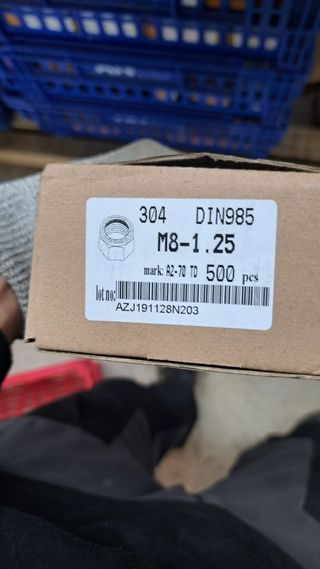 304 DIN985
M8-1.25
mark: A2-70 TD 500 pcs
lot no:
AZJ191128N203